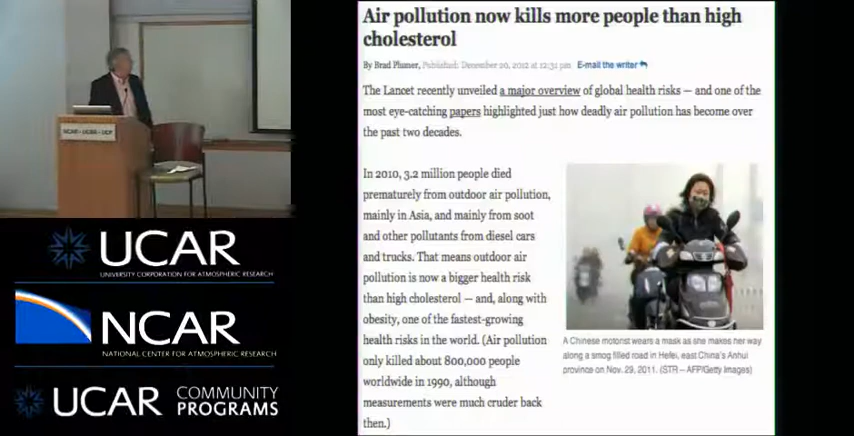 Air pollution now kills more people than high
cholesterol
By Brad Plumer, Published: December 20, 2012 at 12:31 pm E-mail the writer
The Lancet recently unveiled a major overview of global health risks — and one of the
most eye-catching papers highlighted just how deadly air pollution has become over
the past two decades.
In 2010, 3.2 million people died
prematurely from outdoor air pollution,
mainly in Asia, and mainly from soot
and other pollutants from diesel cars
and trucks. That means outdoor air
pollution is now a bigger health risk
than high cholesterol — and, along with
obesity, one of the fastest-growing
health risks in the world. (Air pollution
only killed about 800,000 people
worldwide in 1990, although
measurements were much cruder back
then.)
A Chinese motorist wears a mask as she makes her way
along a smog filled road in Hefei, east China's Anhui
province on Nov. 29, 2011. (STR – AFP/Getty Images)
NCAR • UCAR • UCP
UCAR
UNIVERSITY CORPORATION FOR ATMOSPHERIC RESEARCH
NCAR
NATIONAL CENTER FOR ATMOSPHERIC RESEARCH
UCAR COMMUNITY
PROGRAMS